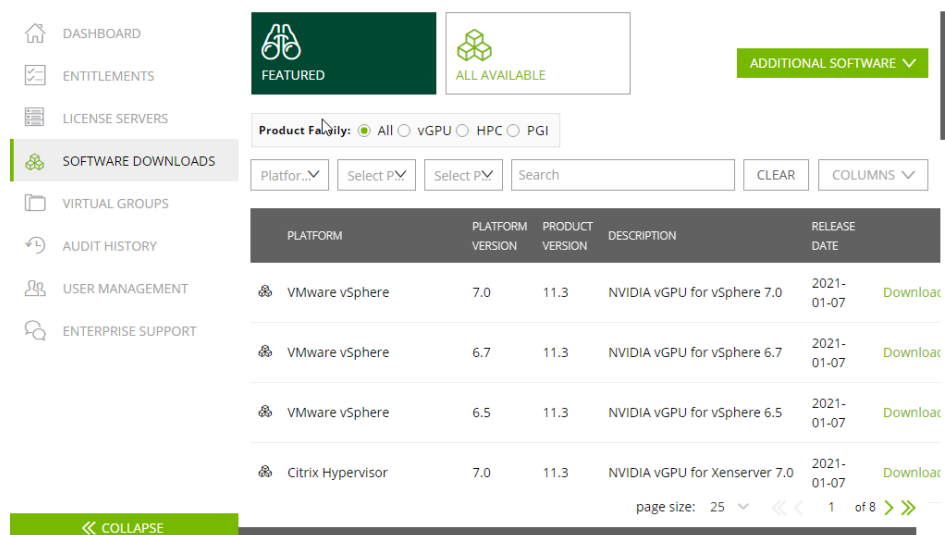 DASHBOARD
ENTITLEMENTS
LICENSE SERVERS
SOFTWARE DOWNLOADS
VIRTUAL GROUPS
AUDIT HISTORY
USER MANAGEMENT
ENTERPRISE SUPPORT
COLLAPSE
FEATURED
ALL AVAILABLE
ADDITIONAL SOFTWARE
Product Family: All vGPU HPC PGI
Platfor.. Select P.. Select P.. Search CLEAR COLUMNS
PLATFORM PLATFORM VERSION PRODUCT VERSION DESCRIPTION RELEASE DATE
VMware vSphere 7.0 11.3 NVIDIA vGPU for vSphere 7.0 2021-01-07 Download
VMware vSphere 6.7 11.3 NVIDIA vGPU for vSphere 6.7 2021-01-07 Download
VMware vSphere 6.5 11.3 NVIDIA vGPU for vSphere 6.5 2021-01-07 Download
Citrix Hypervisor 7.0 11.3 NVIDIA vGPU for Xenserver 7.0 2021-01-07 Download
page size: 25 1 of 8